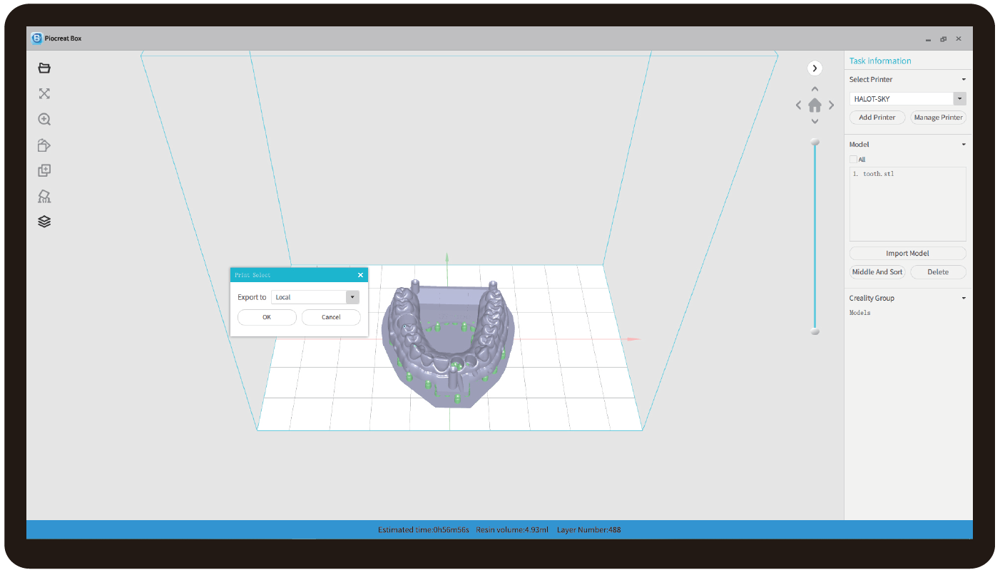 Piocreat Box
Task information
Select Printer
HALOT-SKY
Add Printer
Manage Printer
Model
All
1. tooth.stl
Import Model
Middle And Sort
Delete
Creality Group
Models
Print Select
Export to
Local
OK
Cancel
Estimated time:0h56m56s Resin volume:4.93ml Layer Number:488